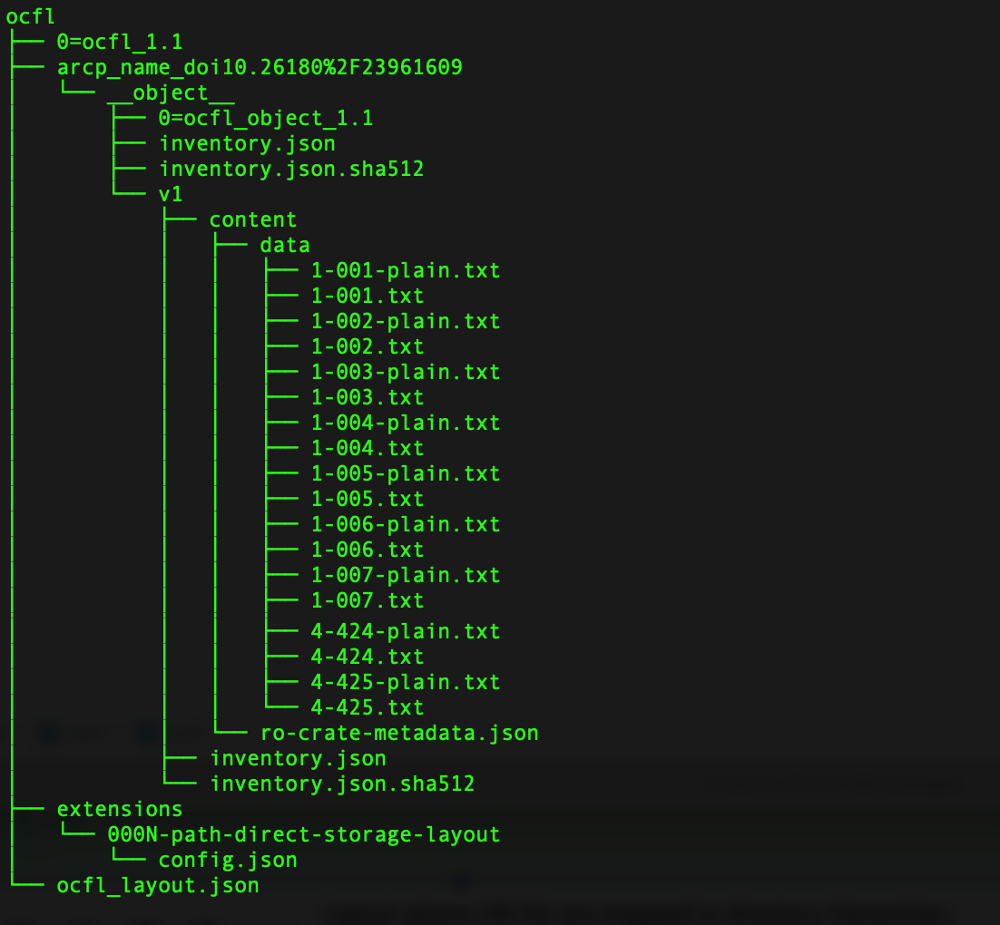 ocfl
├── 0=ocfl_1.1
├── arcp_name_doi10.26180%2F23961609
│   └── __object__
│       ├── 0=ocfl_object_1.1
│       ├── inventory.json
│       ├── inventory.json.sha512
│       └── v1
│           ├── content
│           │   ├── data
│           │   │   ├── 1-001-plain.txt
│           │   │   ├── 1-001.txt
│           │   │   ├── 1-002-plain.txt
│           │   │   ├── 1-002.txt
│           │   │   ├── 1-003-plain.txt
│           │   │   ├── 1-003.txt
│           │   │   ├── 1-004-plain.txt
│           │   │   ├── 1-004.txt
│           │   │   ├── 1-005-plain.txt
│           │   │   ├── 1-005.txt
│           │   │   ├── 1-006-plain.txt
│           │   │   ├── 1-006.txt
│           │   │   ├── 1-007-plain.txt
│           │   │   ├── 1-007.txt
│           │   │   ├── 4-424-plain.txt
│           │   │   ├── 4-424.txt
│           │   │   ├── 4-425-plain.txt
│           │   │   └── 4-425.txt
│           │   └── ro-crate-metadata.json
│           ├── inventory.json
│           └── inventory.json.sha512
├── extensions
│   └── 000N-path-direct-storage-layout
│       └── config.json
└── ocfl_layout.json